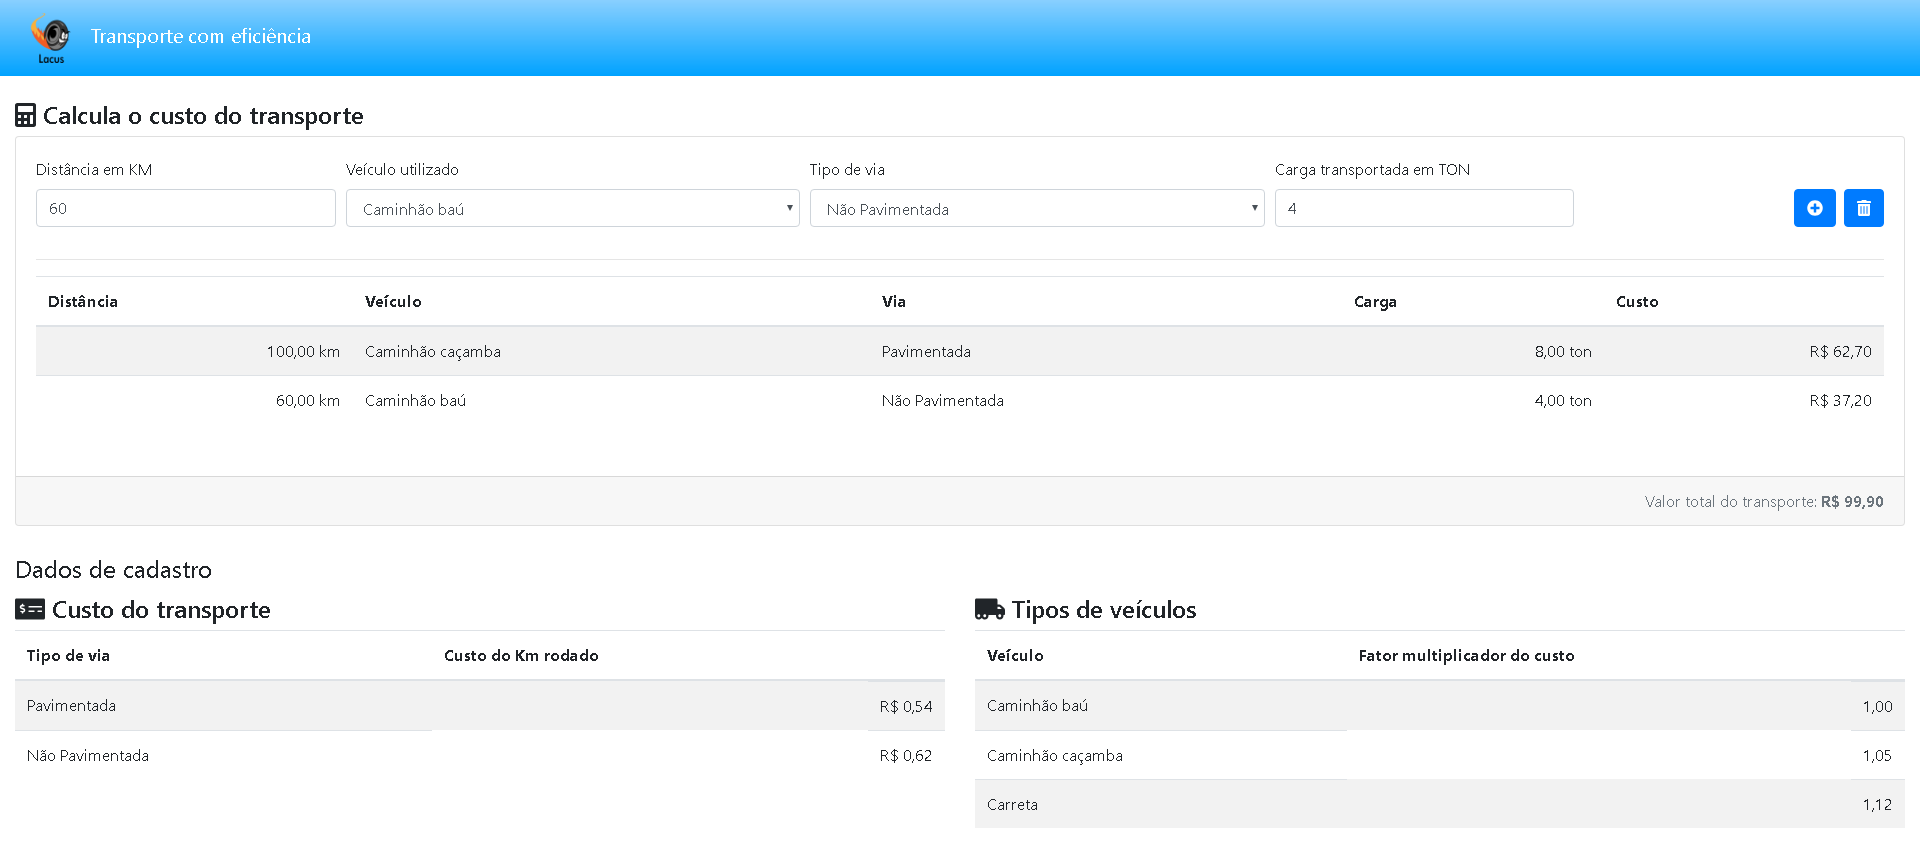 Lacus
Transporte com eficiência
Calcula o custo do transporte
Distância em KM Veículo utilizado Tipo de via Carga transportada em TON
60 Caminhão baú Não Pavimentada 4
Distância Veículo Via Carga Custo
100,00 km Caminhão caçamba Pavimentada 8,00 ton R$ 62,70
60,00 km Caminhão baú Não Pavimentada 4,00 ton R$ 37,20
Valor total do transporte: R$ 99,90
Dados de cadastro
Custo do transporte
Tipo de via Custo do Km rodado
Pavimentada R$ 0,54
Não Pavimentada R$ 0,62
Tipos de veículos
Veículo Fator multiplicador do custo
Caminhão baú 1,00
Caminhão caçamba 1,05
Carreta 1,12